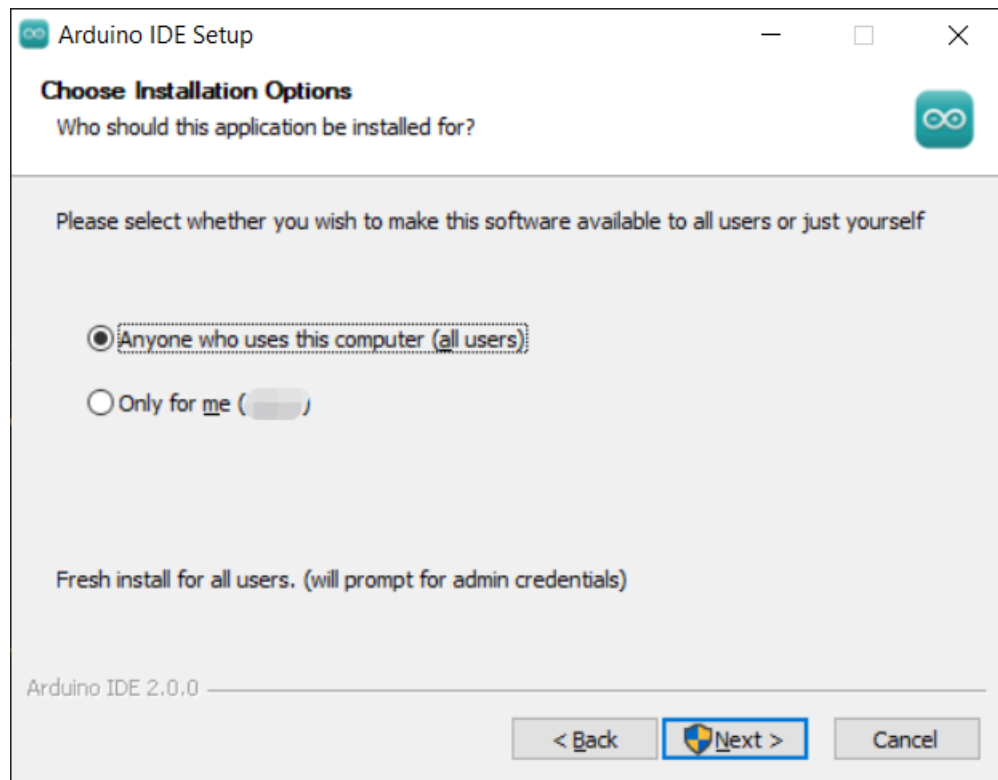 Arduino IDE Setup
Choose Installation Options
Who should this application be installed for?
Please select whether you wish to make this software available to all users or just yourself
Anyone who uses this computer (all users)
Only for me ( )
Fresh install for all users. (will prompt for admin credentials)
Arduino IDE 2.0.0
< Back
Next >
Cancel